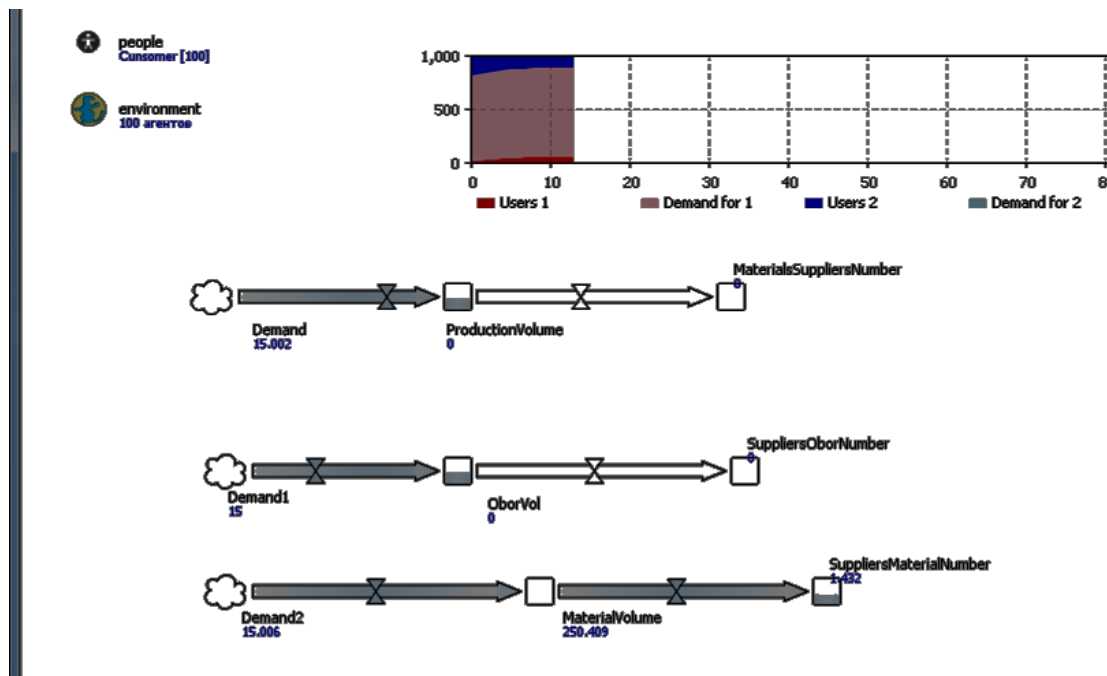 people
Cunsomer [100]
environment
100 агентов
1,000
500
0
0 10 20 30 40 50 60 70 80
Users 1 Demand for 1 Users 2 Demand for 2
MaterialsSuppliersNumber
0
Demand
15.002
ProductionVolume
0
SuppliersOborNumber
0
Demand1
15
OborVol
0
SuppliersMaterialNumber
1.432
Demand2
15.006
MaterialVolume
250.409